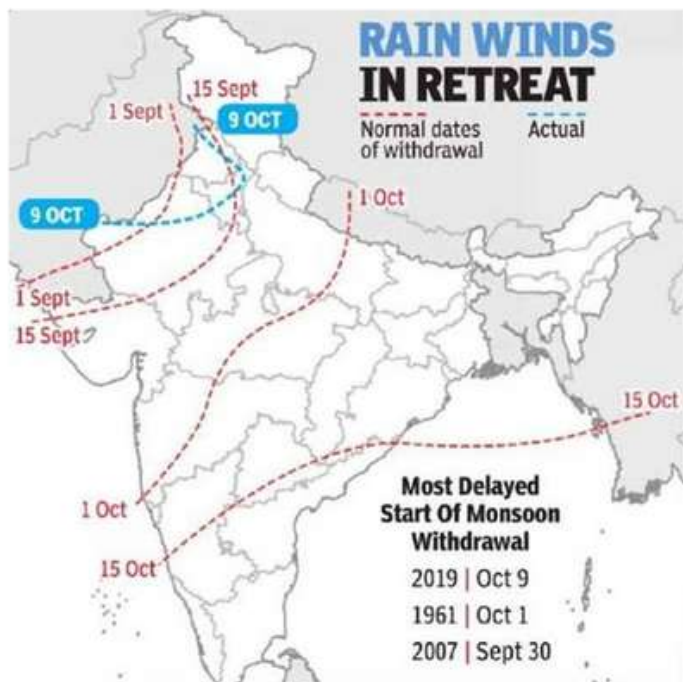 RAIN WINDS
IN RETREAT
Normal dates
of withdrawal
Actual
15 Sept
1 Sept
9 OCT
1 Oct
9 OCT
1 Sept
15 Sept
15 Oct
1 Oct
15 Oct
Most Delayed
Start Of Monsoon
Withdrawal
2019 | Oct 9
1961 | Oct 1
2007 | Sept 30